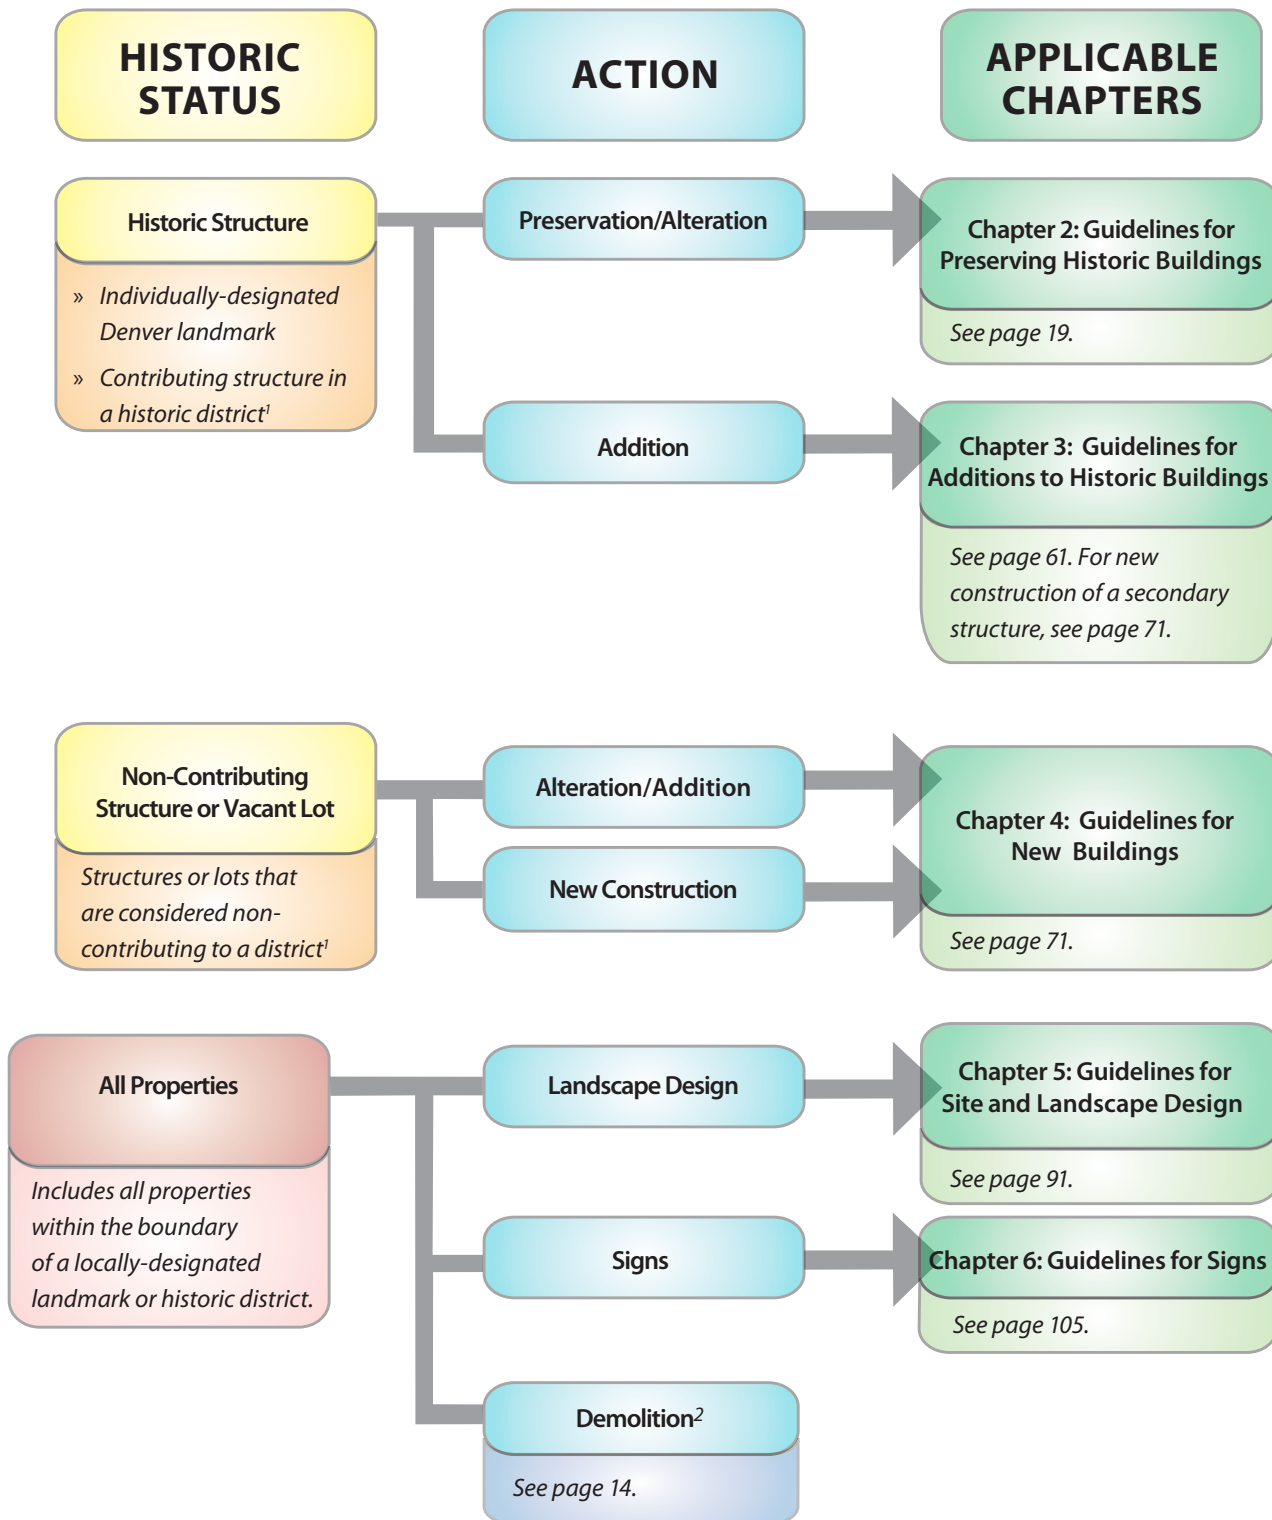 HISTORIC
STATUS
ACTION
APPLICABLE
CHAPTERS
Historic Structure
» Individually-designated
Denver landmark
» Contributing structure in
a historic district¹
Preservation/Alteration
Chapter 2: Guidelines for
Preserving Historic Buildings
See page 19.
Addition
Chapter 3: Guidelines for
Additions to Historic Buildings
See page 61. For new
construction of a secondary
structure, see page 71.
Non-Contributing
Structure or Vacant Lot
Structures or lots that
are considered non-
contributing to a district¹
Alteration/Addition
New Construction
Chapter 4: Guidelines for
New Buildings
See page 71.
All Properties
Includes all properties
within the boundary
of a locally-designated
landmark or historic district.
Landscape Design
Chapter 5: Guidelines for
Site and Landscape Design
See page 91.
Signs
Chapter 6: Guidelines for Signs
See page 105.
Demolition²
See page 14.